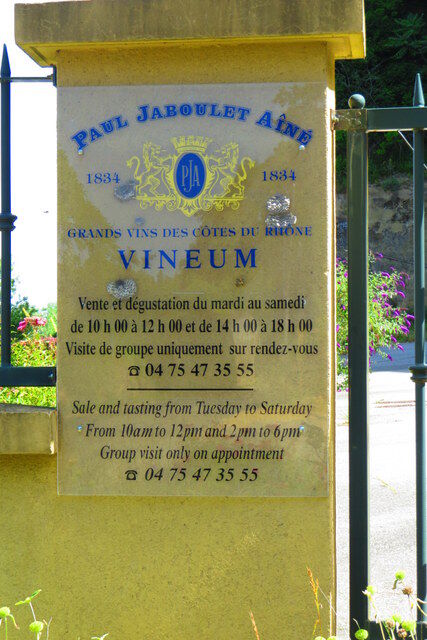 PAUL JABOULET AÎNÉ
1834 PJA 1834
GRANDS VINS DES CÔTES DU RHÔNE
VINEUM
Vente et dégustation du mardi au samedi
de 10 h 00 à 12 h 00 et de 14 h 00 à 18 h 00
Visite de groupe uniquement sur rendez-vous
☎ 04 75 47 35 55
Sale and tasting from Tuesday to Saturday
From 10am to 12pm and 2pm to 6pm
Group visit only on appointment
☎ 04 75 47 35 55